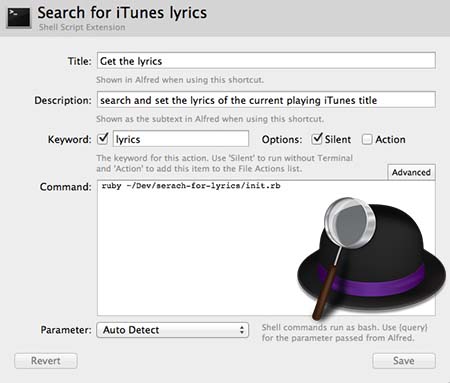 Search for iTunes lyrics
Shell Script Extension
Title: Get the lyrics
Shown in Alfred when using this shortcut.
Description: search and set the lyrics of the current playing iTunes title
Shown as the subtext in Alfred when using this shortcut.
Keyword: lyrics Options: Silent Action
The keyword for this action. Use 'Silent' to run without Terminal
and 'Action' to add this item to the File Actions list.
Advanced
Command: ruby ~/Dev/serach-for-lyrics/init.rb
Parameter: Auto Detect Shell commands run as bash. Use {query}
for the parameter passed from Alfred.
Revert Save